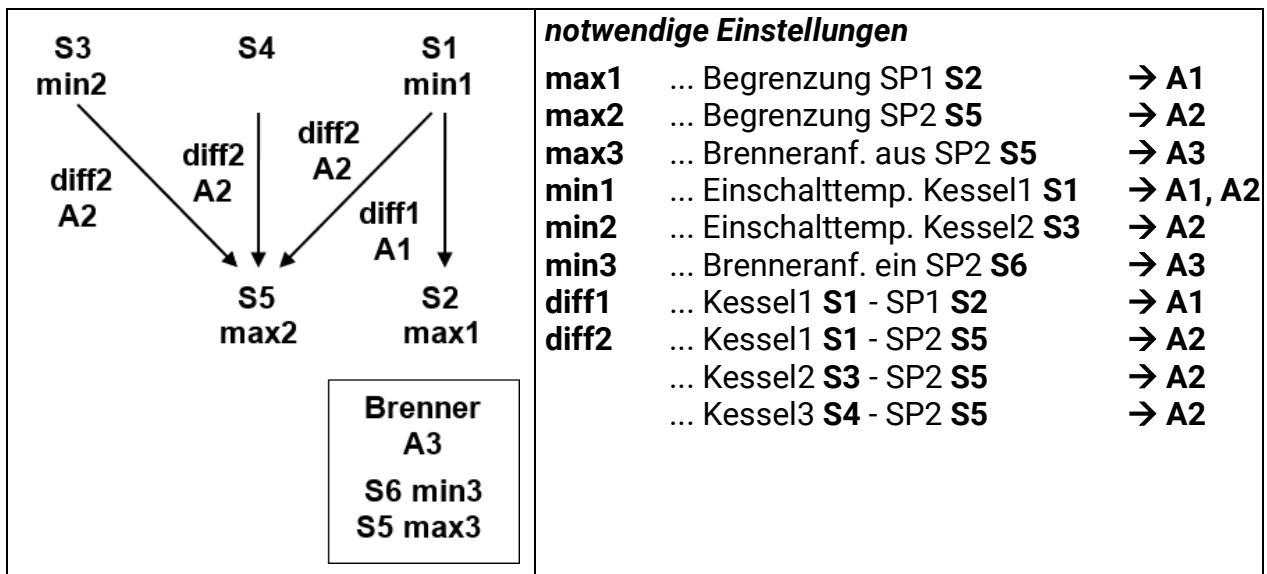 S3 S4 S1
min2 min1
diff2
A2
diff2
A2
diff2
A2
diff1
A1
S5 S2
max2 max1
Brenner
A3
S6 min3
S5 max3
notwendige Einstellungen
max1 ... Begrenzung SP1 S2 → A1
max2 ... Begrenzung SP2 S5 → A2
max3 ... Brenneranf. aus SP2 S5 → A3
min1 ... Einschalttemp. Kessel1 S1 → A1, A2
min2 ... Einschalttemp. Kessel2 S3 → A2
min3 ... Brenneranf. ein SP2 S6 → A3
diff1 ... Kessel1 S1 - SP1 S2 → A1
diff2 ... Kessel1 S1 - SP2 S5 → A2
... Kessel2 S3 - SP2 S5 → A2
... Kessel3 S4 - SP2 S5 → A2